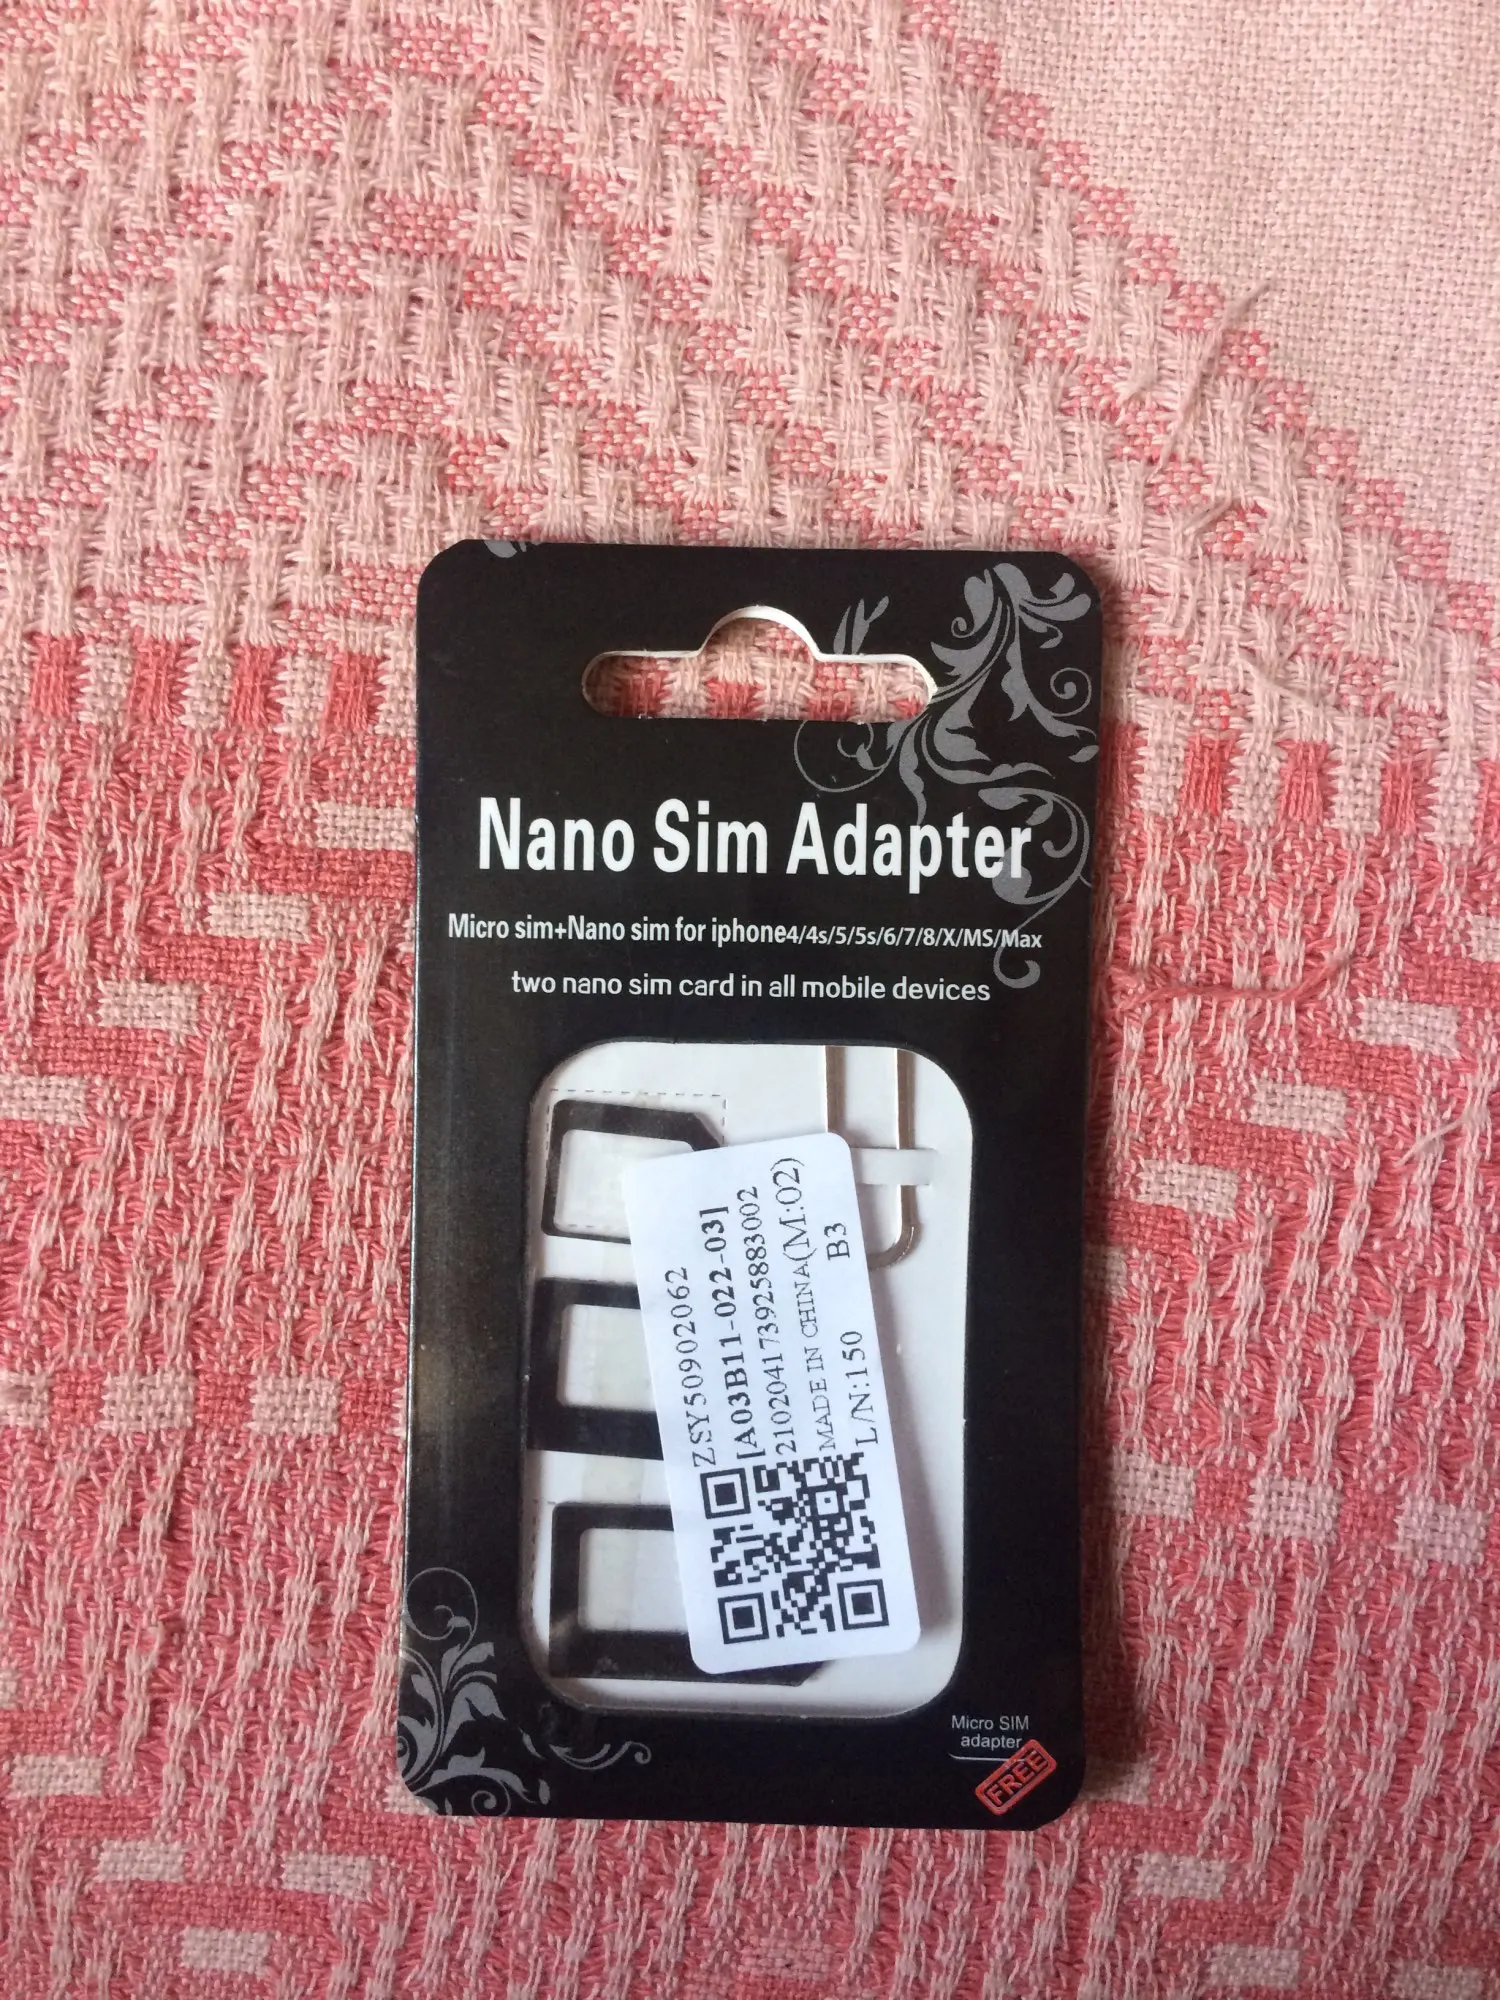 Nano Sim Adapter
Micro sim+Nano sim for iphone4/4s/5/5s/6/7/8/X/MS/Max
two nano sim card in all mobile devices
ZSY50902062
[A03B11-022-03]
21020417392588​3002
MADE IN CHINA(M:02)
L/N:150 B3
Micro SIM
adapter
FREE